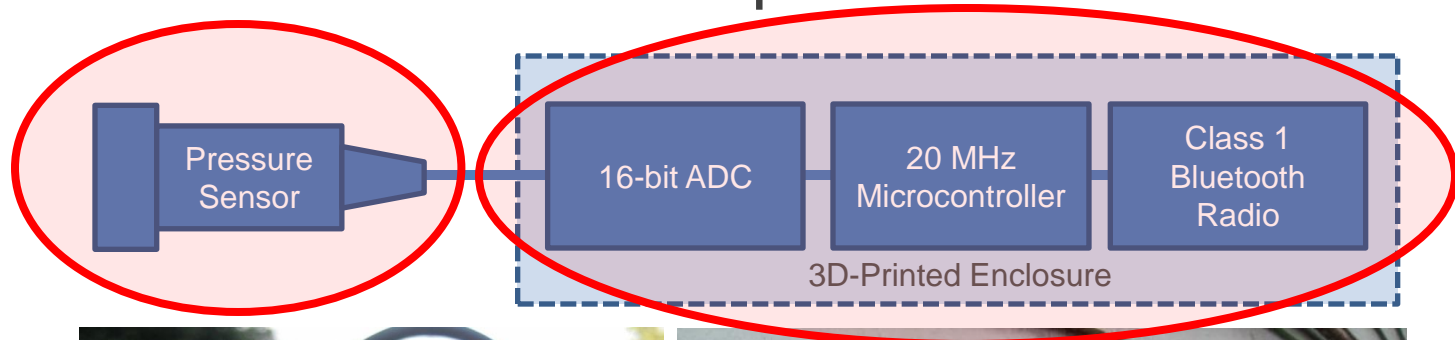 Pressure
Sensor
16-bit ADC
20 MHz
Microcontroller
Class 1
Bluetooth
Radio
3D-Printed Enclosure